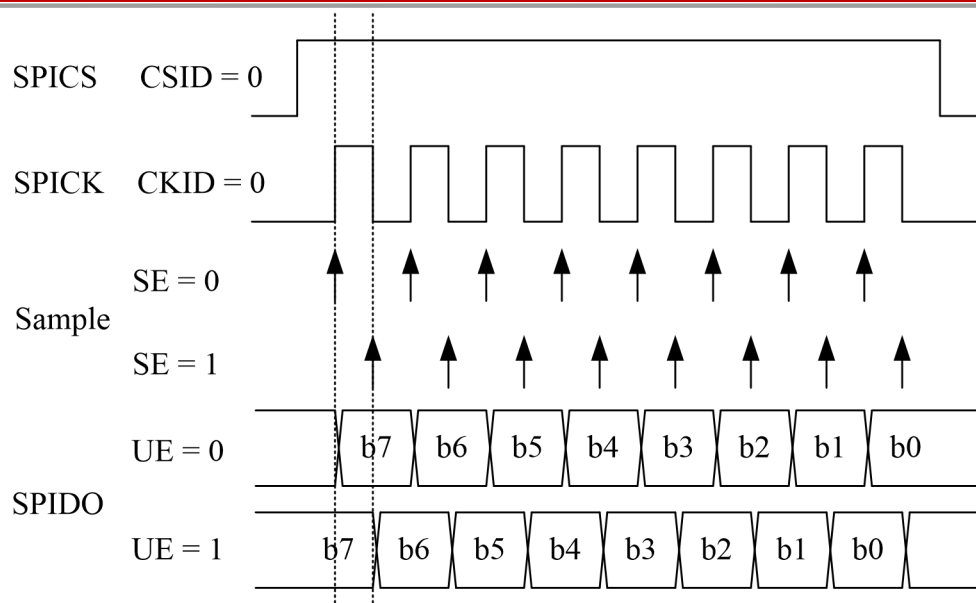 SPICS CSID = 0
SPICK CKID = 0
SE = 0
Sample
SE = 1
UE = 0 b7 b6 b5 b4 b3 b2 b1 b0
SPIDO
UE = 1 b7 b6 b5 b4 b3 b2 b1 b0